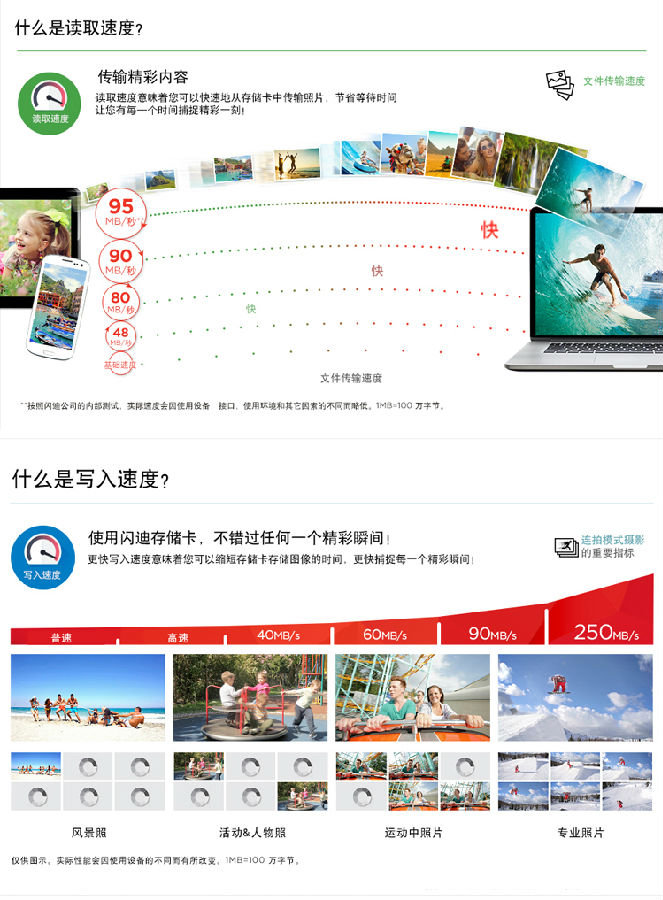 什么是读取速度?
传输精彩内容
读取速度意味着您可以快速地从存储卡中传输照片，节省等待时间
让您有每一个时间捕捉精彩一刻!
读取速度
文件传输速度
95
MB/秒**
90
MB/秒
80
MB/秒
48
MB/秒
基础速度
快
快
快
文件传输速度
**按照闪迪公司的内部测试，实际速度会因使用设备 接口，使用环境和其它因素的不同而略低。1MB=100 万字节。
什么是写入速度?
使用闪迪存储卡，不错过任何一个精彩瞬间!
更快写入速度意味着您可以缩短存储卡存储图像的时间，更快捕捉每一个精彩瞬间!
写入速度
连拍模式摄影
的重要指标
普速 高速 40MB/s 60MB/s 90MB/s 250MB/s
风景照 活动&人物照 运动中照片 专业照片
仅供图示。实际性能会因使用设备的不同而有所改变，1MB=100 万字节。